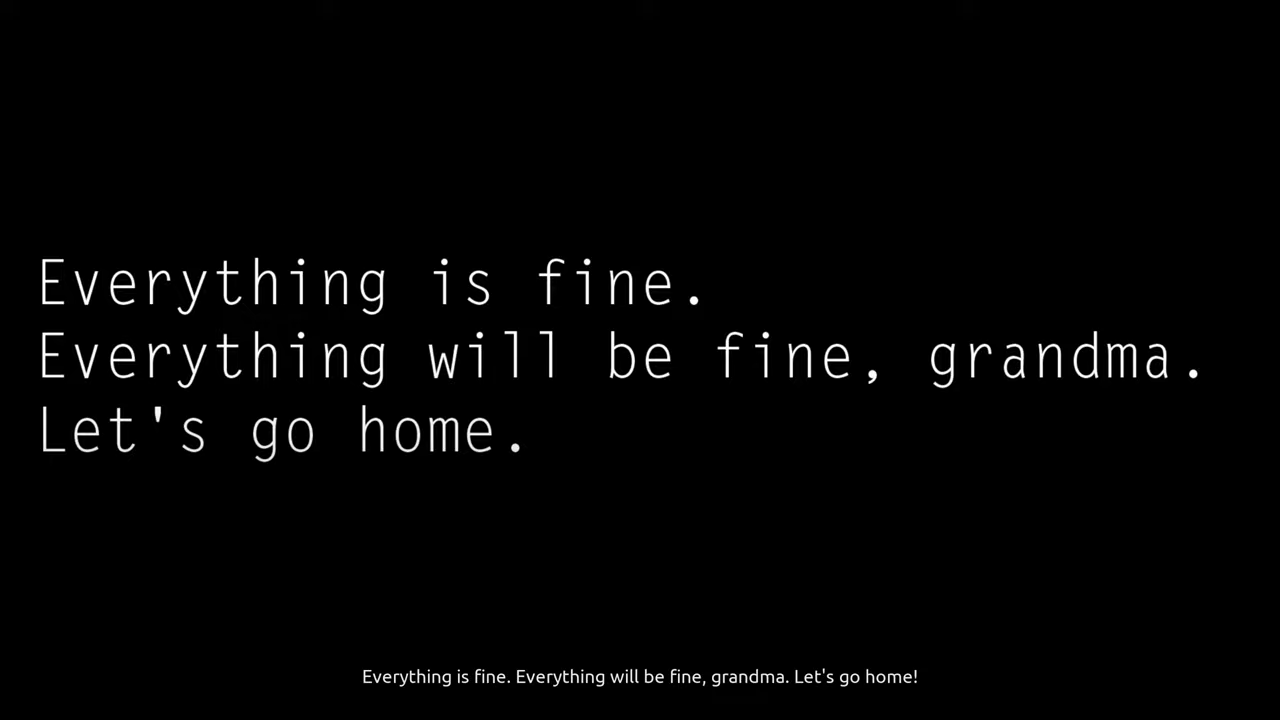 Everything is fine.
Everything will be fine, grandma.
Let's go home.
Everything is fine. Everything will be fine, grandma. Let's go home!